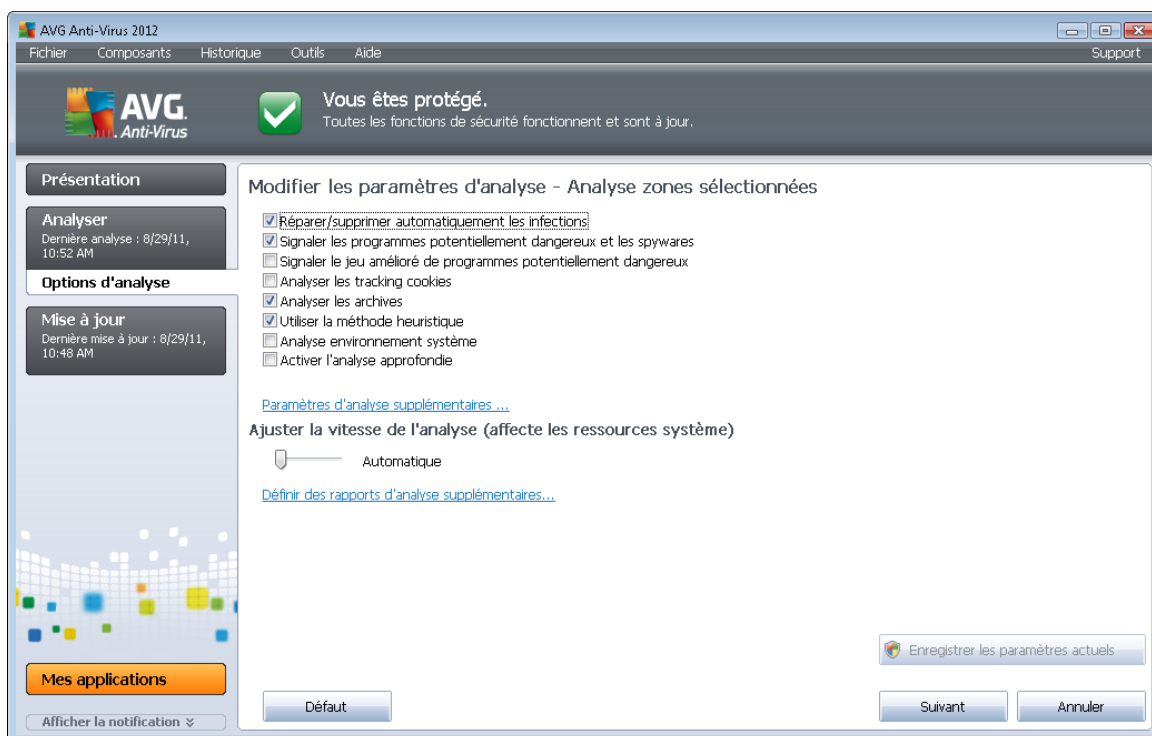 AVG Anti-Virus 2012
Fichier Composants Historique Outils Aide Support
AVG.
Anti-Virus
Vous êtes protégé.
Toutes les fonctions de sécurité fonctionnent et sont à jour.
Présentation
Analyser
Dernière analyse : 8/29/11,
10:52 AM
Options d'analyse
Mise à jour
Dernière mise à jour : 8/29/11,
10:48 AM
Mes applications
Afficher la notification
Modifier les paramètres d'analyse - Analyse zones sélectionnées
Réparer/supprimer automatiquement les infections
Signaler les programmes potentiellement dangereux et les spywares
Signaler le jeu amélioré de programmes potentiellement dangereux
Analyser les tracking cookies
Analyser les archives
Utiliser la méthode heuristique
Analyse environnement système
Activer l'analyse approfondie
Paramètres d'analyse supplémentaires ...
Ajuster la vitesse de l'analyse (affecte les ressources système)
Automatique
Définir des rapports d'analyse supplémentaires...
Enregistrer les paramètres actuels
Défaut Suivant Annuler